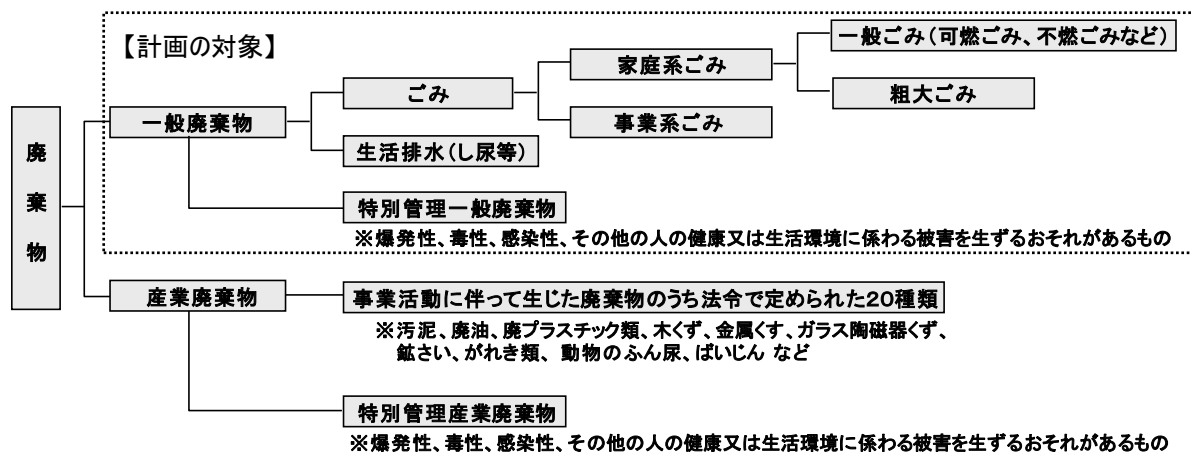 【計画の対象】
一般ごみ（可燃ごみ、不燃ごみなど）
家庭系ごみ
ごみ
粗大ごみ
一般廃棄物
事業系ごみ
廃棄物
生活排水（し尿等）
特別管理一般廃棄物
※爆発性、毒性、感染性、その他の人の健康又は生活環境に係わる被害を生ずるおそれがあるもの
産業廃棄物
事業活動に伴って生じた廃棄物のうち法令で定められた20種類
※汚泥、廃油、廃プラスチック類、木くず、金属くす、ガラス陶磁器くず、
鉱さい、がれき類、動物のふん尿、ばいじん など
特別管理産業廃棄物
※爆発性、毒性、感染性、その他の人の健康又は生活環境に係わる被害を生ずるおそれがあるもの